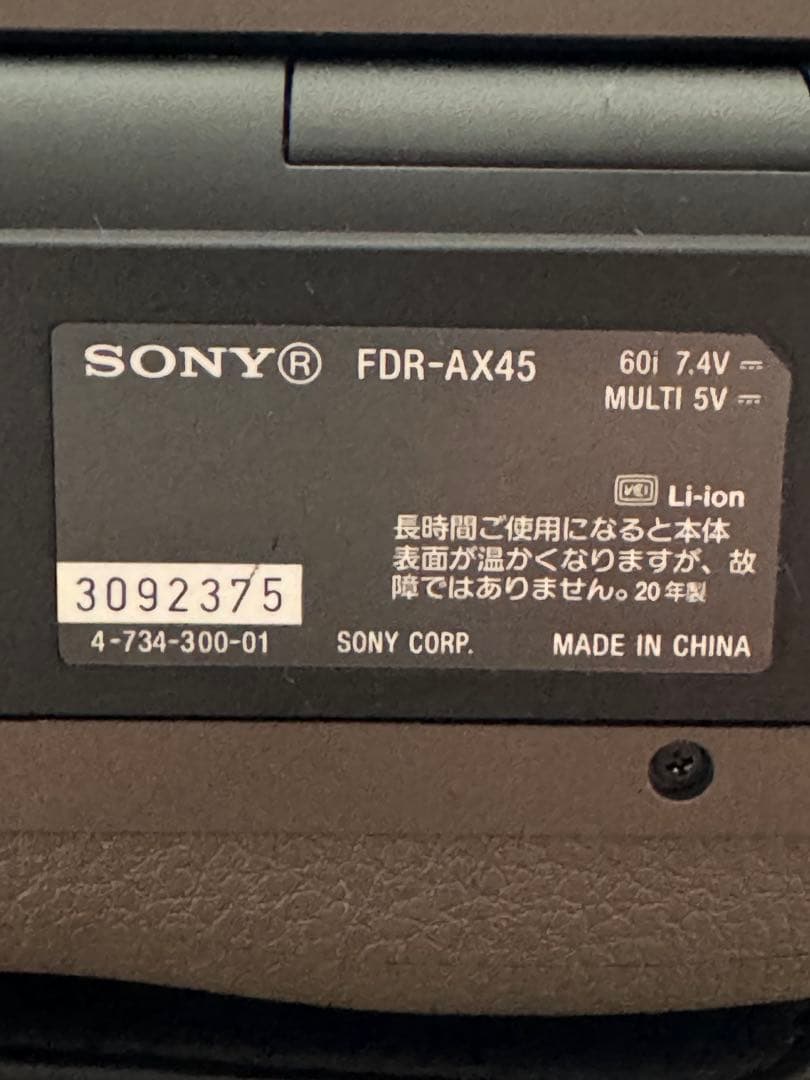 SONY® FDR-AX45 60i 7.4V ⎓
MULTI 5V ⎓
VCI Li-ion
長時間ご使用になると本体
表面が温かくなりますが、故
障ではありません。20年製
3092375
4-734-300-01 SONY CORP. MADE IN CHINA